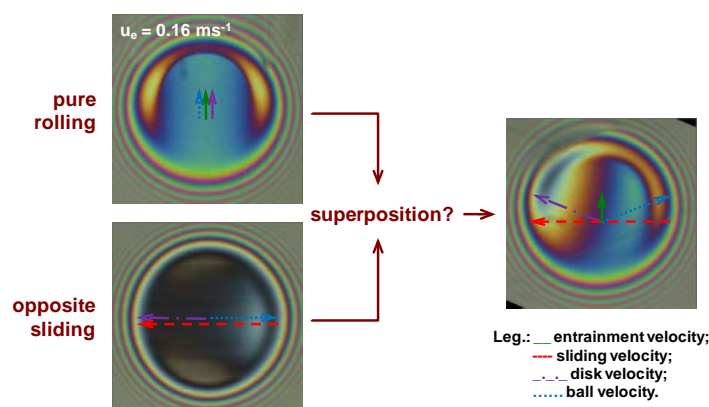 u_e = 0.16 ms⁻¹
pure
rolling
superposition?
opposite
sliding
Leg.: __ entrainment velocity;
---- sliding velocity;
_._._ disk velocity;
...... ball velocity.